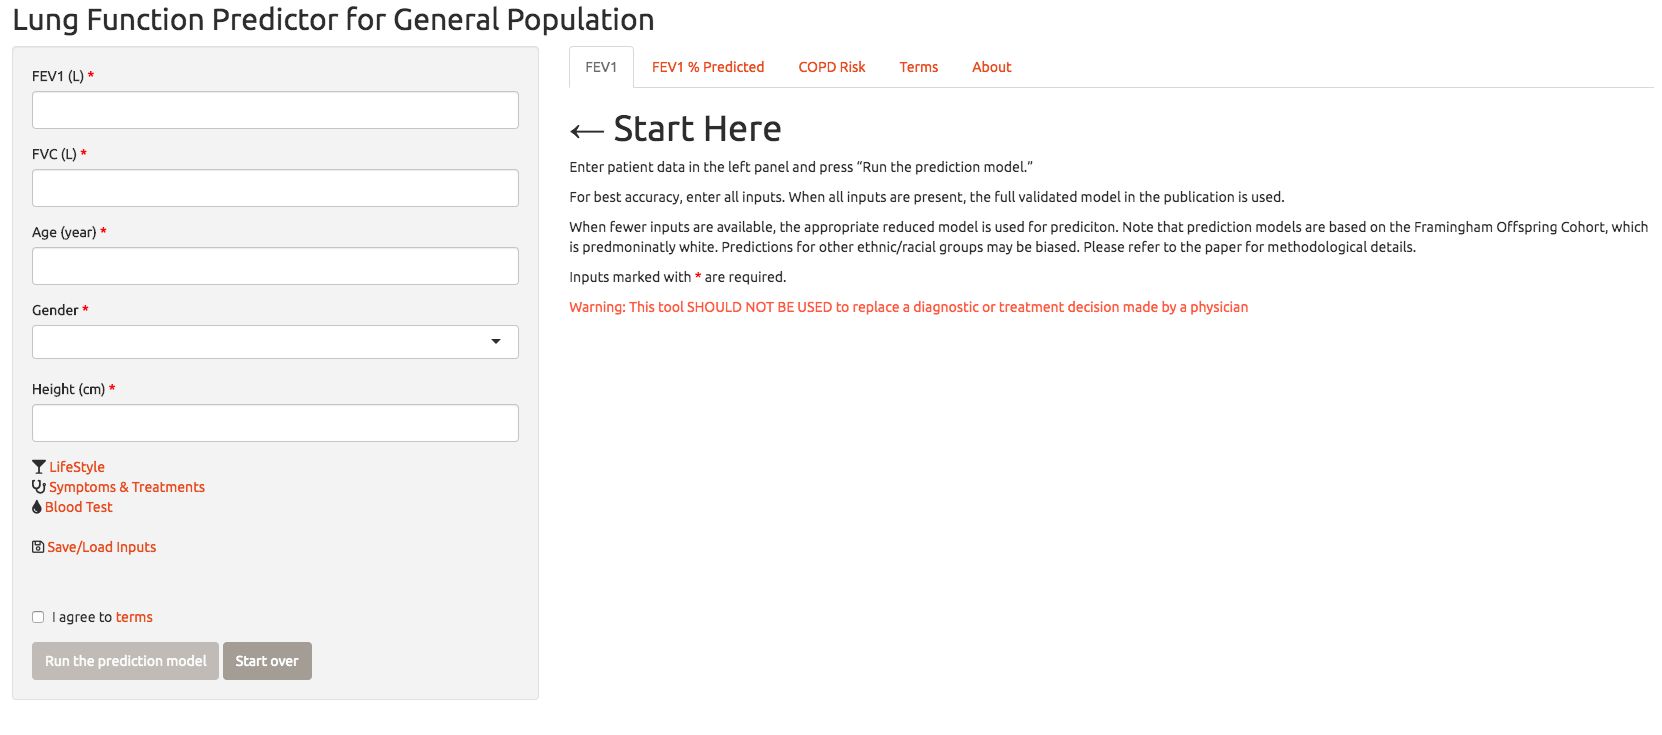 Lung Function Predictor for General Population
FEV1 (L) *
FVC (L) *
Age (year) *
Gender *
Height (cm) *
LifeStyle
Symptoms & Treatments
Blood Test
Save/Load Inputs
I agree to terms
Run the prediction model
Start over
FEV1
FEV1 % Predicted
COPD Risk
Terms
About
← Start Here
Enter patient data in the left panel and press “Run the prediction model.”
For best accuracy, enter all inputs. When all inputs are present, the full validated model in the publication is used.
When fewer inputs are available, the appropriate reduced model is used for prediciton. Note that prediction models are based on the Framingham Offspring Cohort, which
is predmoninatly white. Predictions for other ethnic/racial groups may be biased. Please refer to the paper for methodological details.
Inputs marked with * are required.
Warning: This tool SHOULD NOT BE USED to replace a diagnostic or treatment decision made by a physician